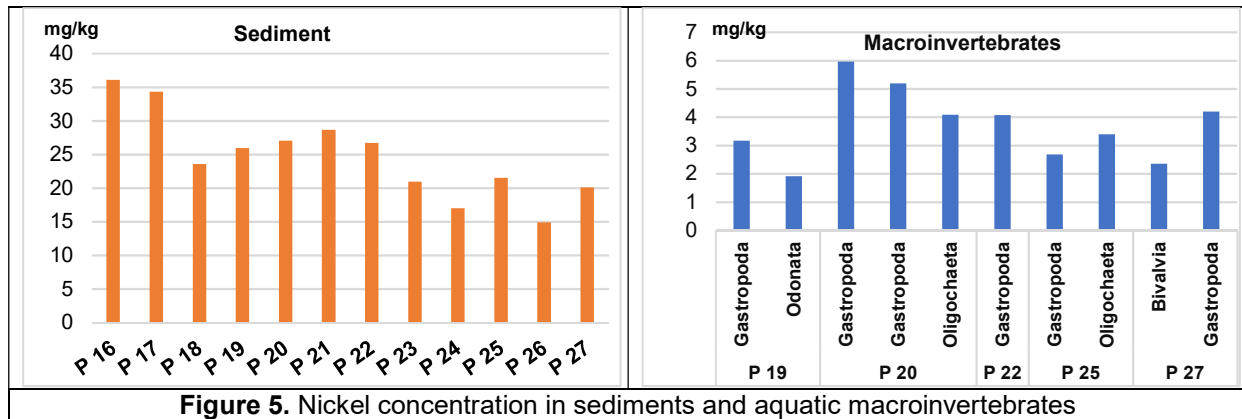 mg/kg
Sediment
40
35
30
25
20
15
10
5
0
P 16 P 17 P 18 P 19 P 20 P 21 P 22 P 23 P 24 P 25 P 26 P 27
mg/kg
Macroinvertebrates
7
6
5
4
3
2
1
0
Gastropoda Odonata Gastropoda Gastropoda Oligochaeta Gastropoda Gastropoda Oligochaeta Bivalvia Gastropoda
P 19 P 20 P 22 P 25 P 27
Figure 5. Nickel concentration in sediments and aquatic macroinvertebrates